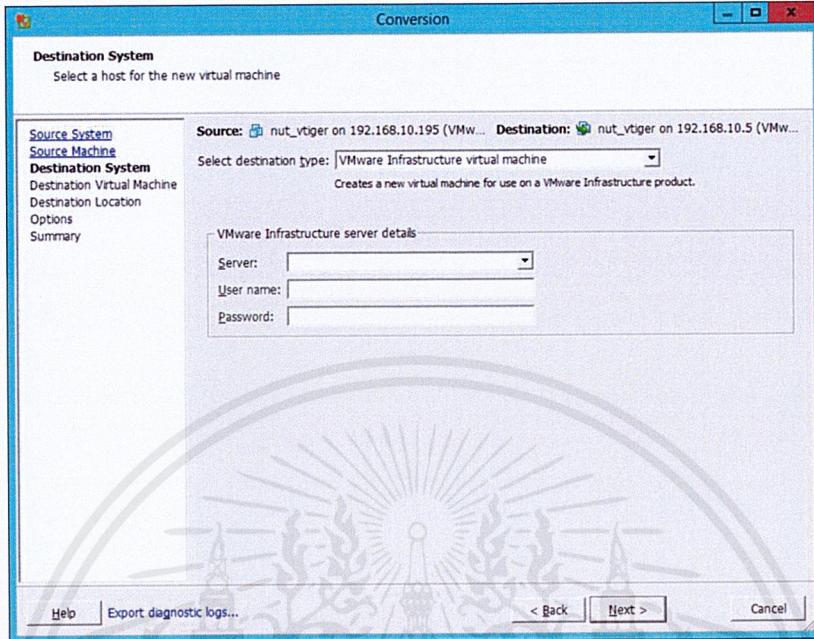 Conversion
Destination System
Select a host for the new virtual machine
Source System
Source Machine
Destination System
Destination Virtual Machine
Destination Location
Options
Summary
Source: nut_vtiger on 192.168.10.195 (VMw... Destination: nut_vtiger on 192.168.10.5 (VMw...
Select destination type: VMware Infrastructure virtual machine
Creates a new virtual machine for use on a VMware Infrastructure product.
VMware Infrastructure server details
Server:
User name:
Password:
Help Export diagnostic logs... < Back Next > Cancel